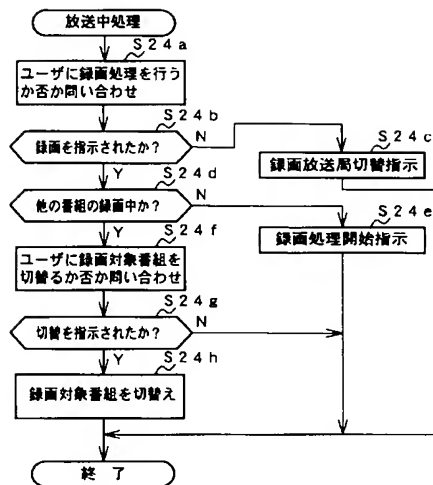 放送中処理
S24a
ユーザに録画処理を行う
か否か問い合わせ
S24b
録画を指示されたか?
N
S24c
録画放送局切替指示
Y
S24d
他の番組の録画中か?
N
S24e
録画処理開始指示
Y
S24f
ユーザに録画対象番組を
切替るか否か問い合わせ
S24g
切替を指示されたか?
N
Y
S24h
録画対象番組を切替え
終了